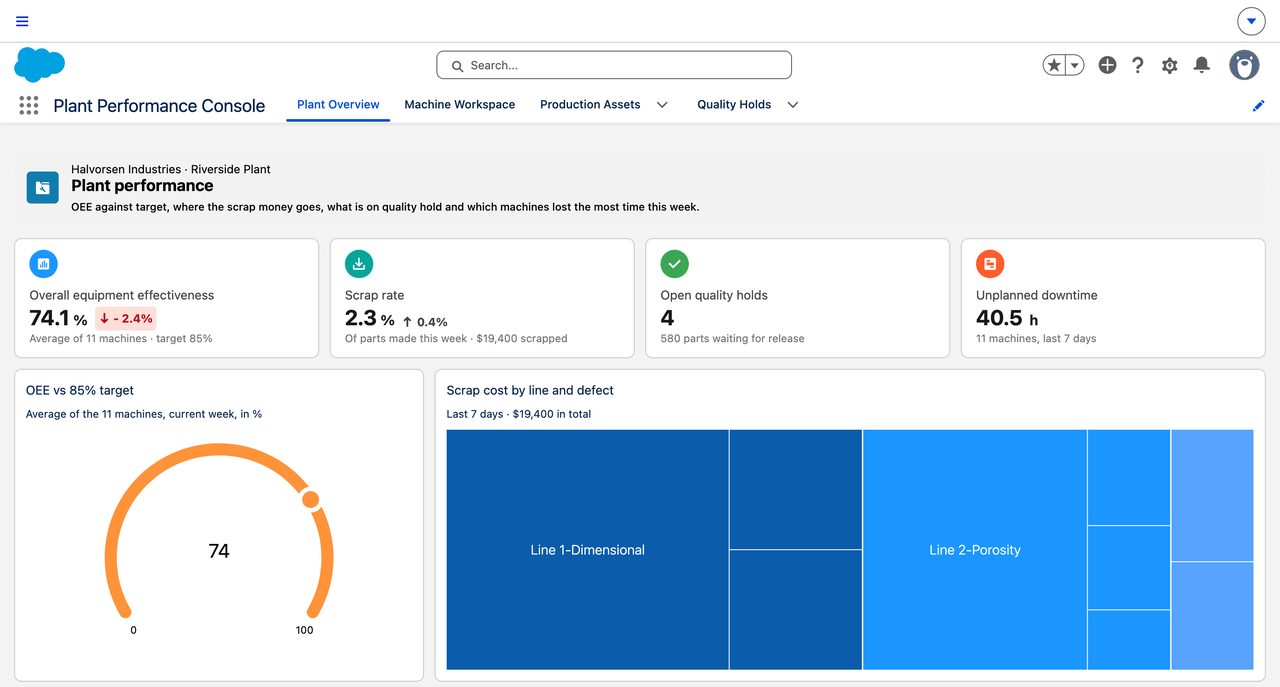 Search...
Plant Performance Console
Plant Overview
Machine Workspace
Production Assets
Quality Holds
Halvorsen Industries · Riverside Plant
Plant performance
OEE against target, where the scrap money goes, what is on quality hold and which machines lost the most time this week.
Overall equipment effectiveness
74.1 % ↓ - 2.4%
Average of 11 machines · target 85%
Scrap rate
2.3 % ↑ 0.4%
Of parts made this week · $19,400 scrapped
Open quality holds
4
580 parts waiting for release
Unplanned downtime
40.5 h
11 machines, last 7 days
OEE vs 85% target
Average of the 11 machines, current week, in %
74
0
100
Scrap cost by line and defect
Last 7 days · $19,400 in total
Line 1-Dimensional
Line 2-Porosity